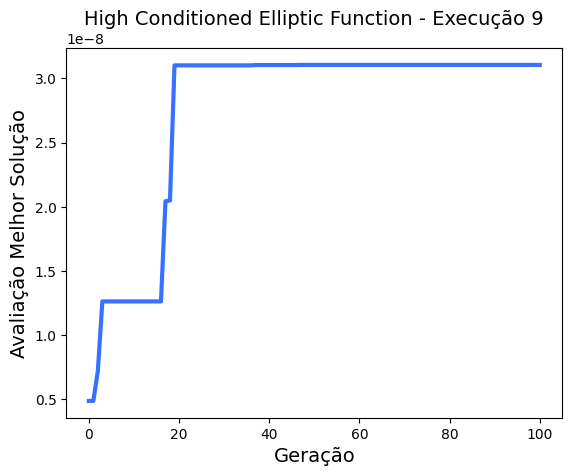 High Conditioned Elliptic Function - Execução 9
1e−8
3.0
2.5
2.0
1.5
1.0
0.5
Avaliação Melhor Solução
0 20 40 60 80 100
Geração